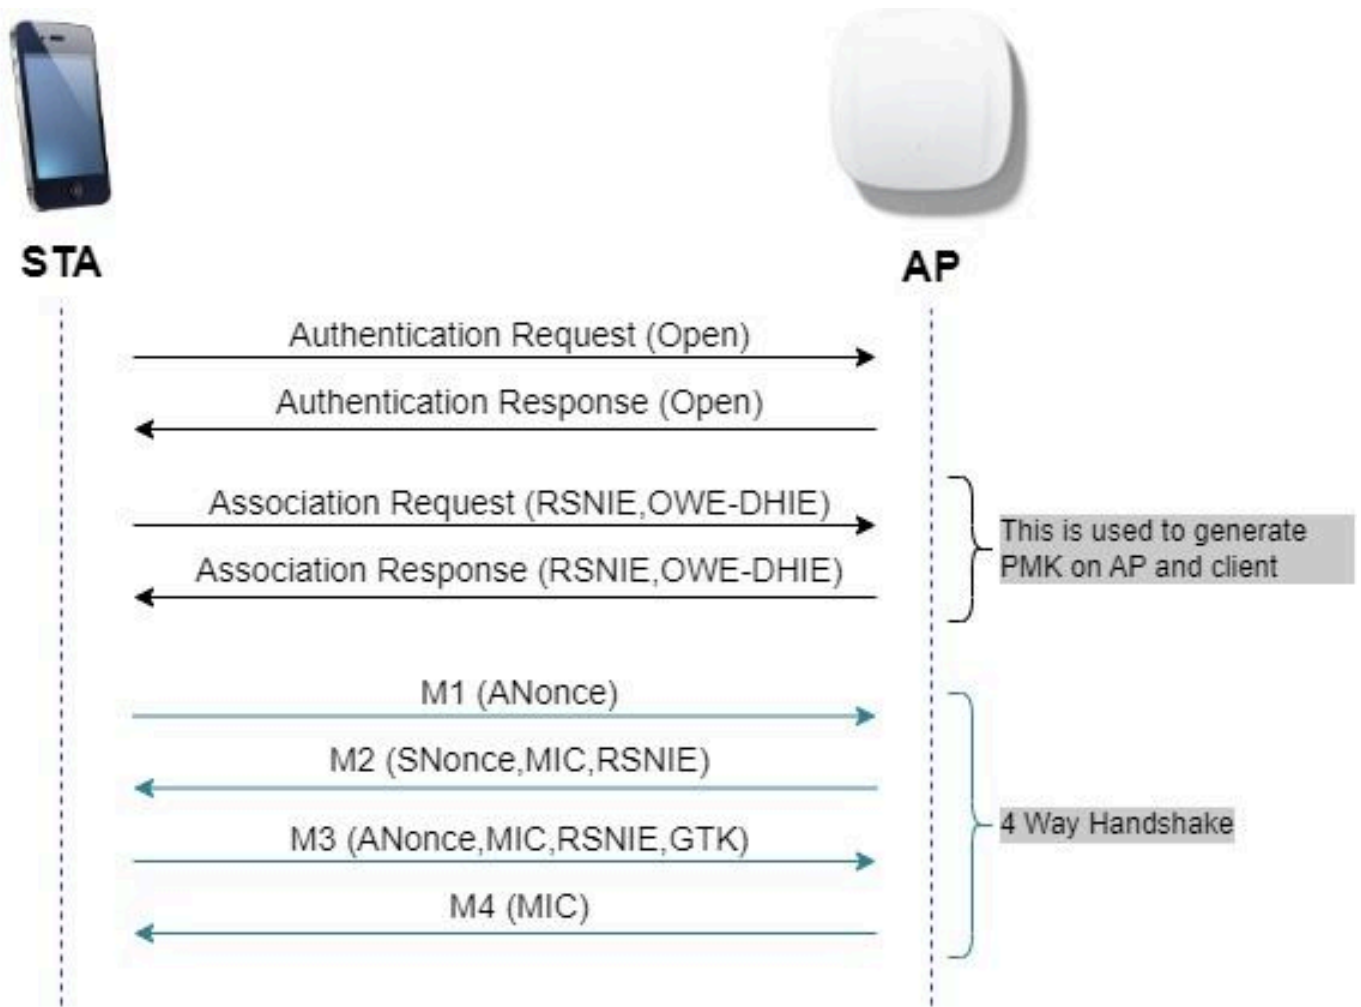 STA
AP
Authentication Request (Open)
Authentication Response (Open)
Association Request (RSNIE,OWE-DHIE)
Association Response (RSNIE,OWE-DHIE)
This is used to generate
PMK on AP and client
M1 (ANonce)
M2 (SNonce,MIC,RSNIE)
M3 (ANonce,MIC,RSNIE,GTK)
M4 (MIC)
4 Way Handshake